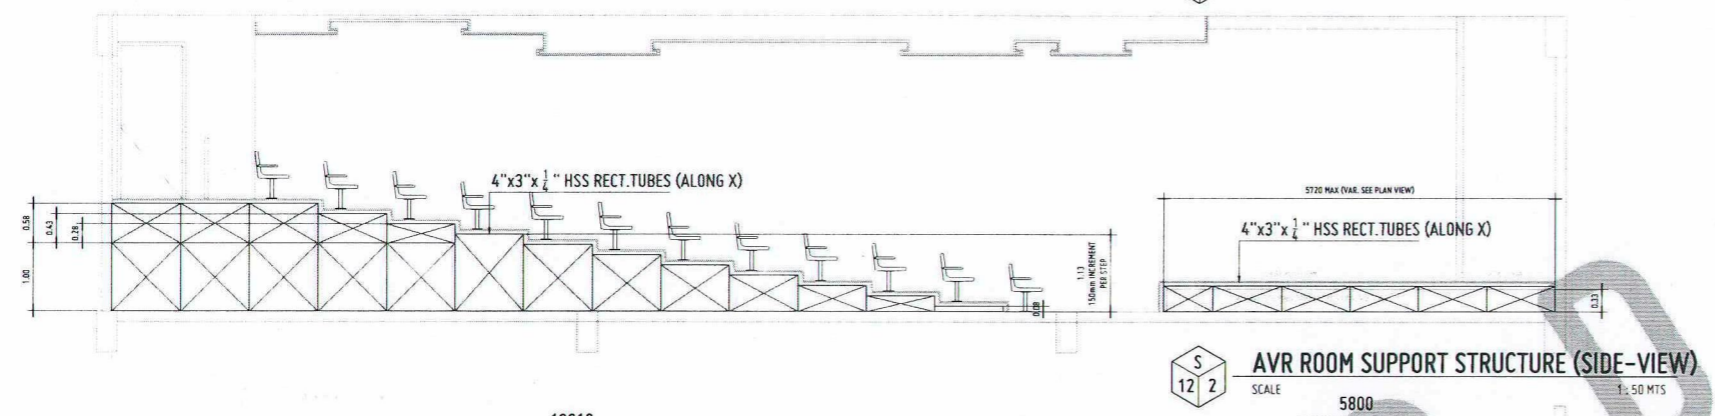 4"x3"x 1/4 " HSS RECT.TUBES (ALONG X)
5720 MAX (VAR. SEE PLAN VIEW)
4"x3"x 1/4 " HSS RECT.TUBES (ALONG X)
0.58
0.43
0.28
1.00
1.13
150mm INCREMENT
PER STEP
0.08
0.33
S
12 2
AVR ROOM SUPPORT STRUCTURE (SIDE-VIEW)
SCALE
1 : 50 MTS
5800